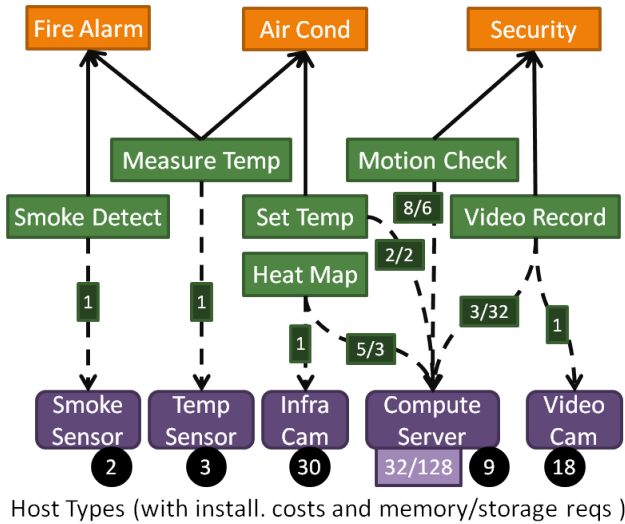 Fire Alarm
Air Cond
Security
Measure Temp
Motion Check
Smoke Detect
Set Temp
8/6
Video Record
2/2
Heat Map
1
1
3/32
1
1
5/3
Smoke
Sensor
Temp
Sensor
Infra
Cam
Compute
Server
Video
Cam
2
3
30
32/128
9
18
Host Types (with install. costs and memory/storage reqs )